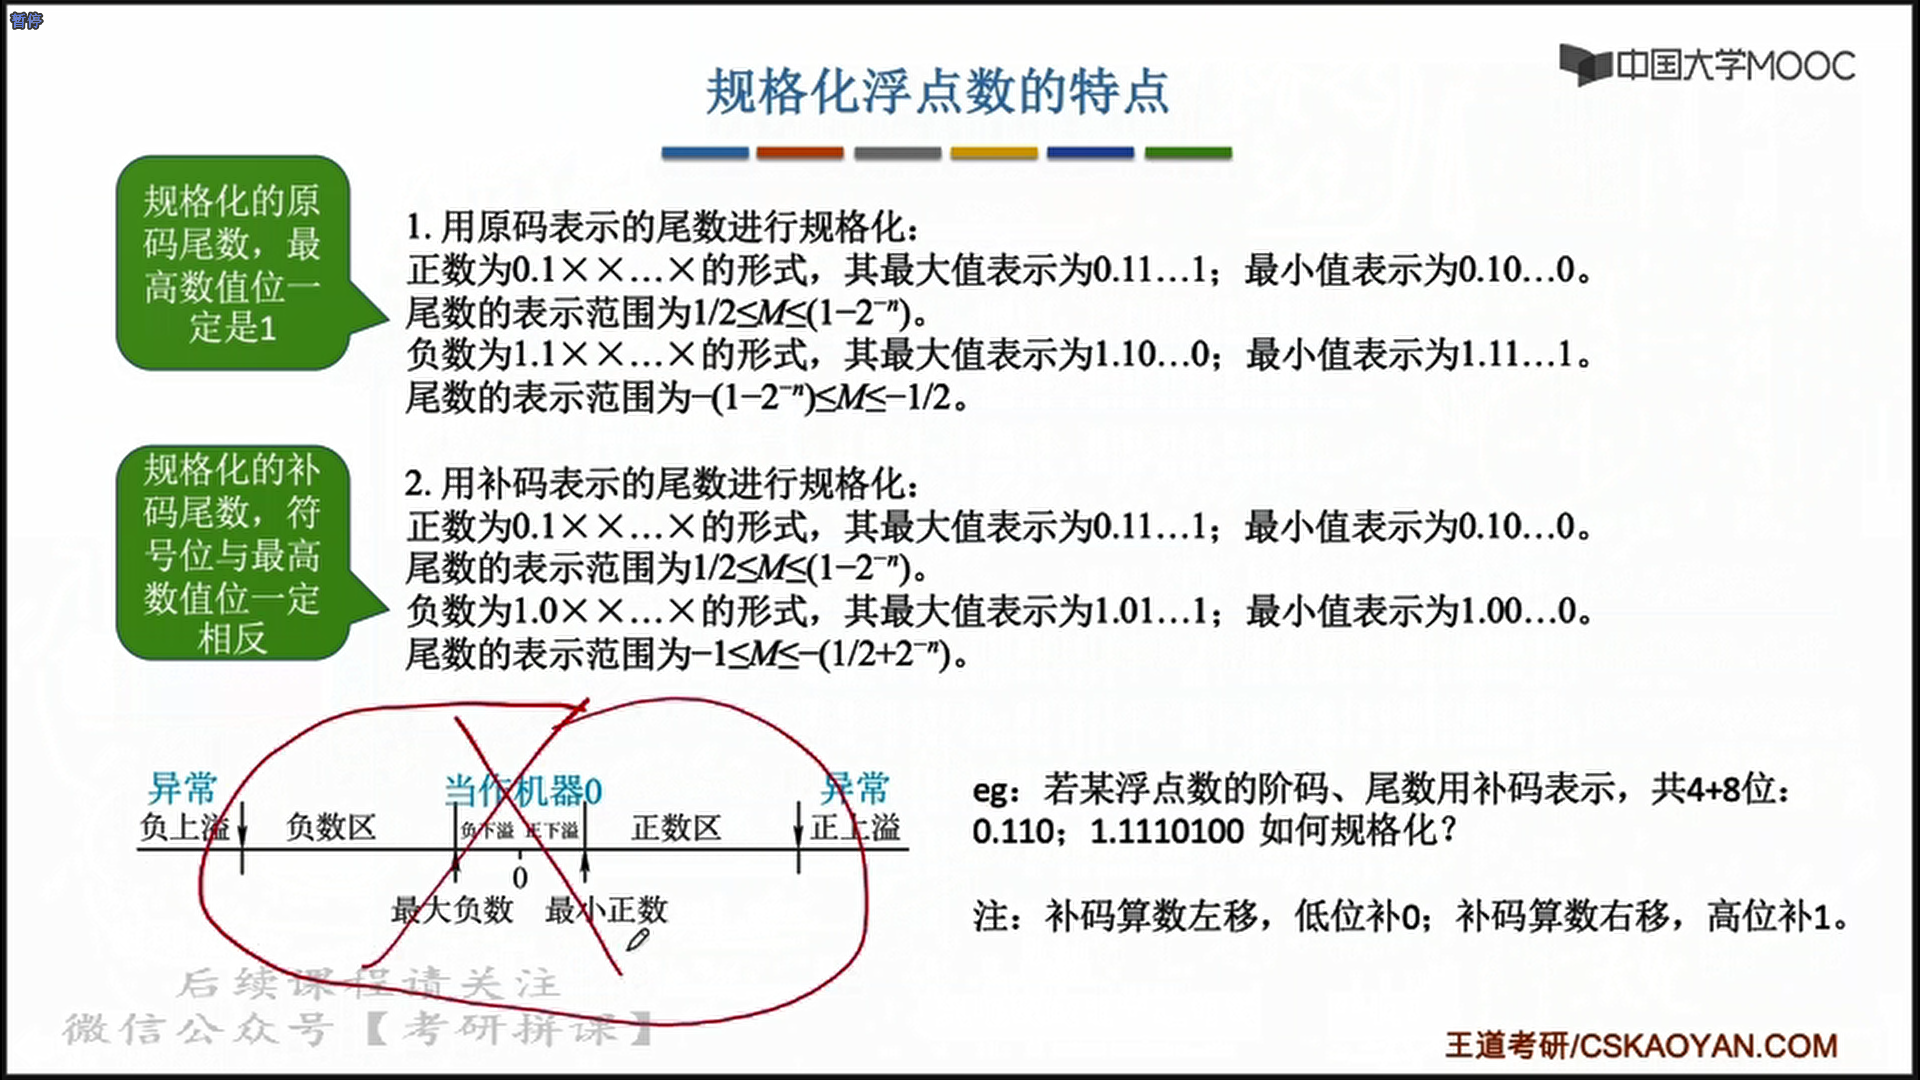 暂停
中国大学MOOC
规格化浮点数的特点
规格化的原
码尾数，最
高数值位一
定是1
1. 用原码表示的尾数进行规格化：
正数为0.1××…×的形式，其最大值表示为0.11…1；最小值表示为0.10…0。
尾数的表示范围为1/2≤M≤(1−2⁻ⁿ)。
负数为1.1××…×的形式，其最大值表示为1.10…0；最小值表示为1.11…1。
尾数的表示范围为−(1−2⁻ⁿ)≤M≤−1/2。
规格化的补
码尾数，符
号位与最高
数值位一定
相反
2. 用补码表示的尾数进行规格化：
正数为0.1××…×的形式，其最大值表示为0.11…1；最小值表示为0.10…0。
尾数的表示范围为1/2≤M≤(1−2⁻ⁿ)。
负数为1.0××…×的形式，其最大值表示为1.01…1；最小值表示为1.00…0。
尾数的表示范围为−1≤M≤−(1/2+2⁻ⁿ)。
异常 当作机器0 异常
负上溢 负数区 负下溢 正下溢 正数区 正上溢
0
最大负数 最小正数
eg：若某浮点数的阶码、尾数用补码表示，共4+8位：
0.110；1.1110100 如何规格化？
注：补码算数左移，低位补0；补码算数右移，高位补1。
后续课程请关注
微信公众号【考研拼课】
王道考研/CSKAOYAN.COM